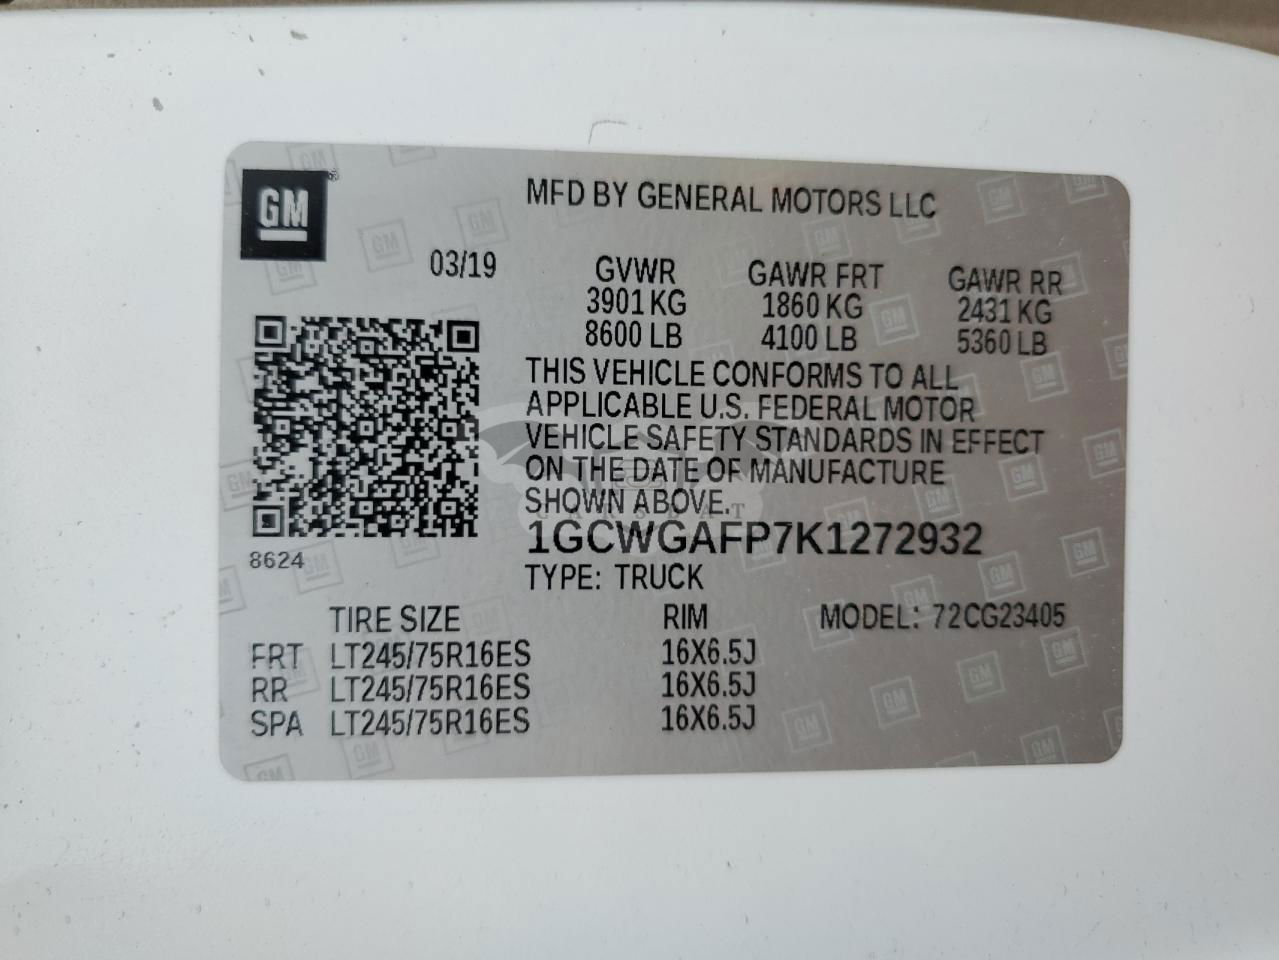 GM
MFD BY GENERAL MOTORS LLC
03/19 GVWR GAWR FRT GAWR RR
3901 KG 1860 KG 2431 KG
8600 LB 4100 LB 5360 LB
THIS VEHICLE CONFORMS TO ALL
APPLICABLE U.S. FEDERAL MOTOR
VEHICLE SAFETY STANDARDS IN EFFECT
ON THE DATE OF MANUFACTURE
SHOWN ABOVE.
1GCWGAFP7K1272932
8624
TYPE: TRUCK
TIRE SIZE RIM MODEL: 72CG23405
FRT LT245/75R16ES 16X6.5J
RR LT245/75R16ES 16X6.5J
SPA LT245/75R16ES 16X6.5J